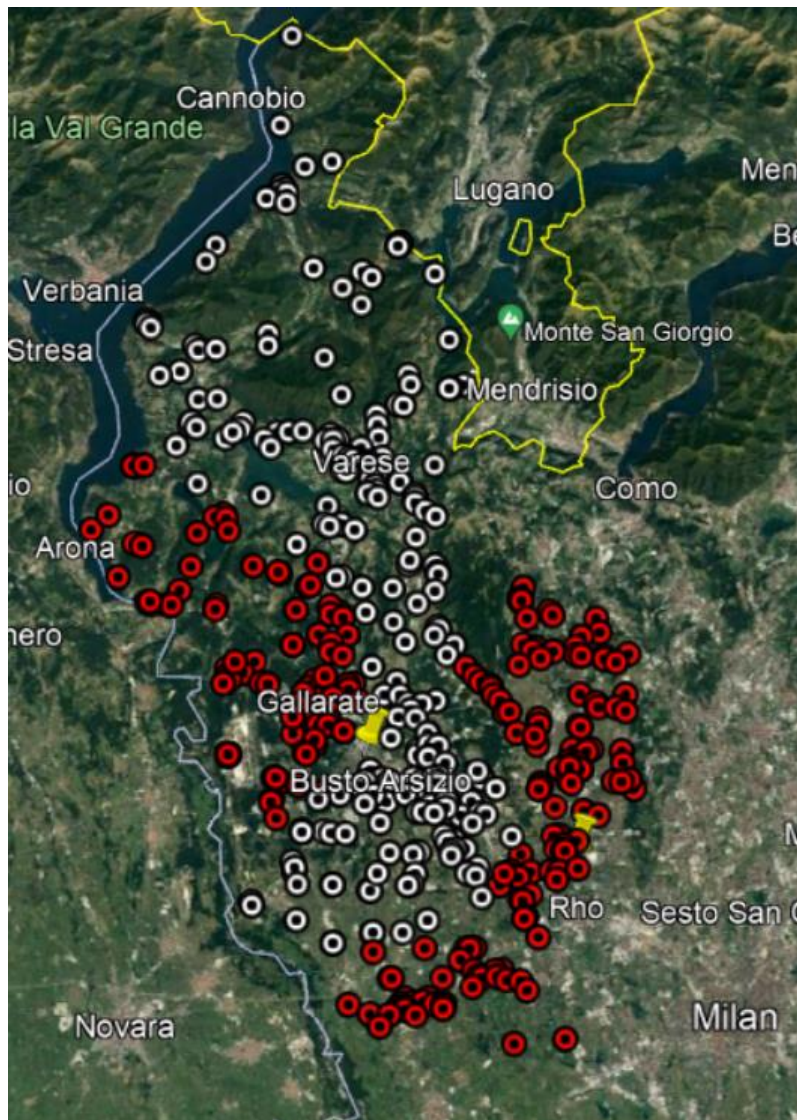 Cannobio
lla Val Grande
Lugano
Men
Be
Verbania
Stresa
Monte San Giorgio
Mendrisio
Varese
Como
io
Arona
nero
Gallarate
Busto Arsizio
M
Rho
Sesto San G
Novara
Milan